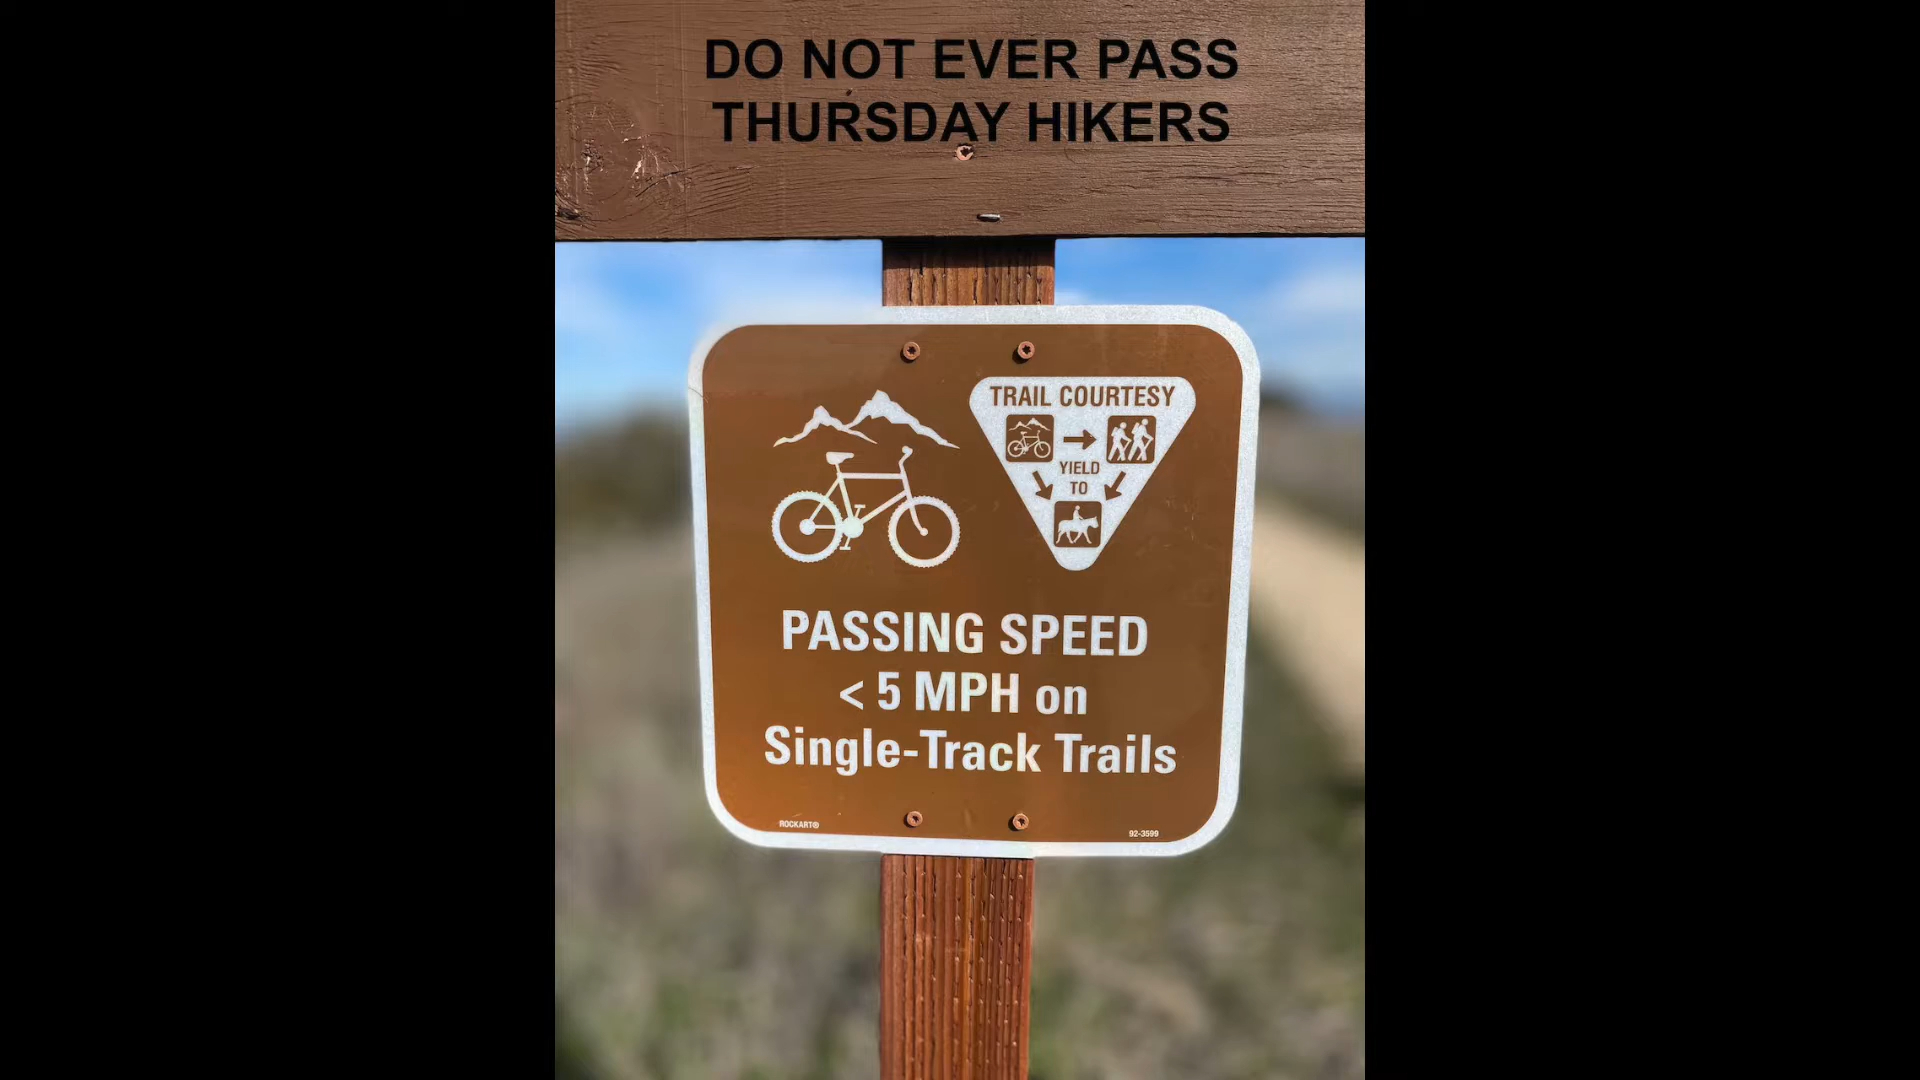 DO NOT EVER PASS
THURSDAY HIKERS
TRAIL COURTESY
YIELD
TO
PASSING SPEED
< 5 MPH on
Single-Track Trails
ROCKART®
92-3599